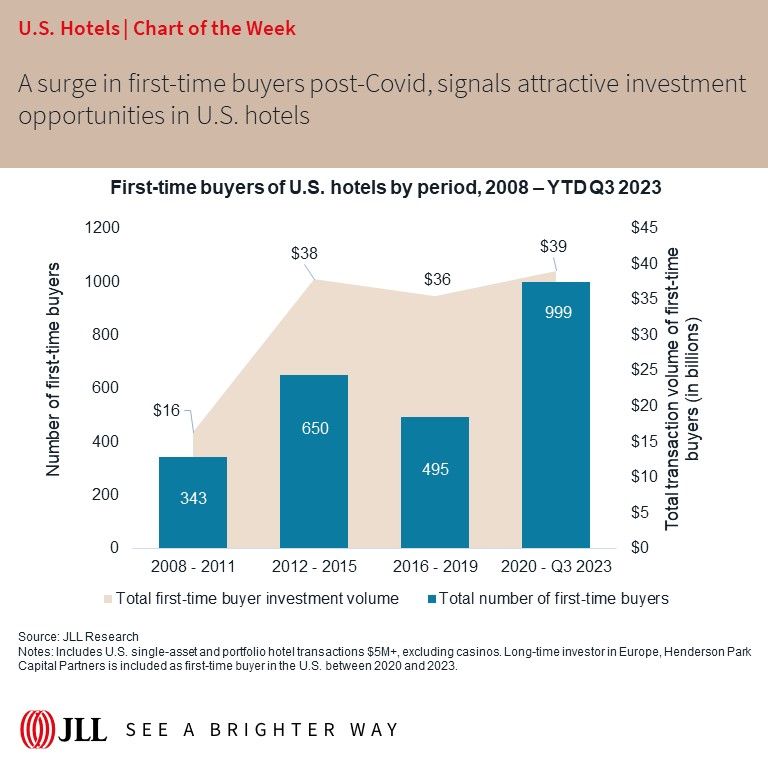 U.S. Hotels | Chart of the Week
A surge in first-time buyers post-Covid, signals attractive investment
opportunities in U.S. hotels
First-time buyers of U.S. hotels by period, 2008 – YTD Q3 2023
Number of first-time buyers
1200
1000
800
600
400
200
0
$16
$38
$36
$39
343
650
495
999
$45
$40
$35
$30
$25
$20
$15
$10
$5
$0
Total transaction volume of first-time
buyers (in billions)
2008 - 2011
2012 - 2015
2016 - 2019
2020 - Q3 2023
Total first-time buyer investment volume
Total number of first-time buyers
Source: JLL Research
Notes: Includes U.S. single-asset and portfolio hotel transactions $5M+, excluding casinos. Long-time investor in Europe, Henderson Park
Capital Partners is included as first-time buyer in the U.S. between 2020 and 2023.
JLL SEE A BRIGHTER WAY